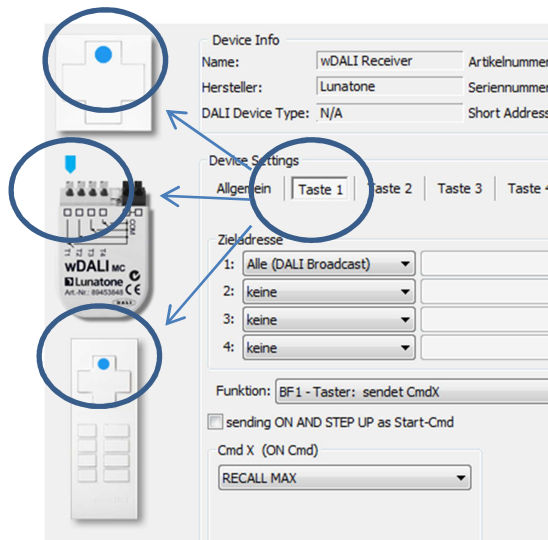 Device Info
Name: wDALI Receiver Artikelnummer
Hersteller: Lunatone Seriennummer
DALI Device Type: N/A Short Address
Device Settings
Allgemein Taste 1 Taste 2 Taste 3 Taste 4
Zieladresse
1: Alle (DALI Broadcast)
2: keine
3: keine
4: keine
Funktion: BF1 - Taster: sendet CmdX
sending ON AND STEP UP as Start-Cmd
Cmd X (ON Cmd)
RECALL MAX
COM
wDALI MC
Lunatone
Art.-Nr.: 89453848 CE
DALI